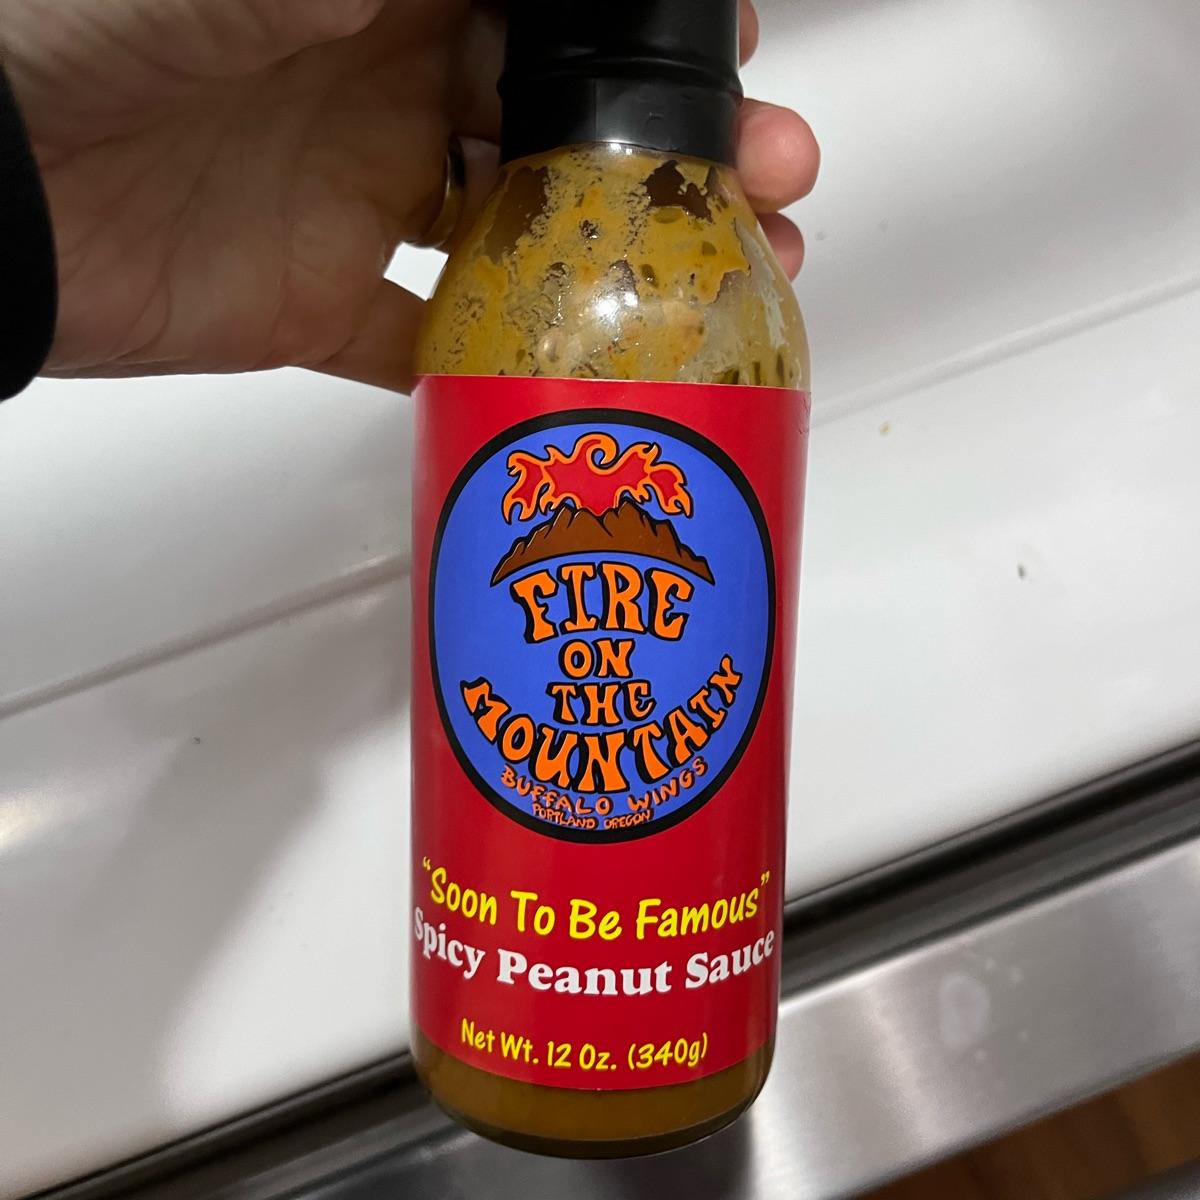 FIRE
ON
THE
MOUNTAIN
BUFFALO WINGS
PORTLAND OREGON
"Soon To Be Famous"
Spicy Peanut Sauce
Net Wt. 12 Oz. (340g)